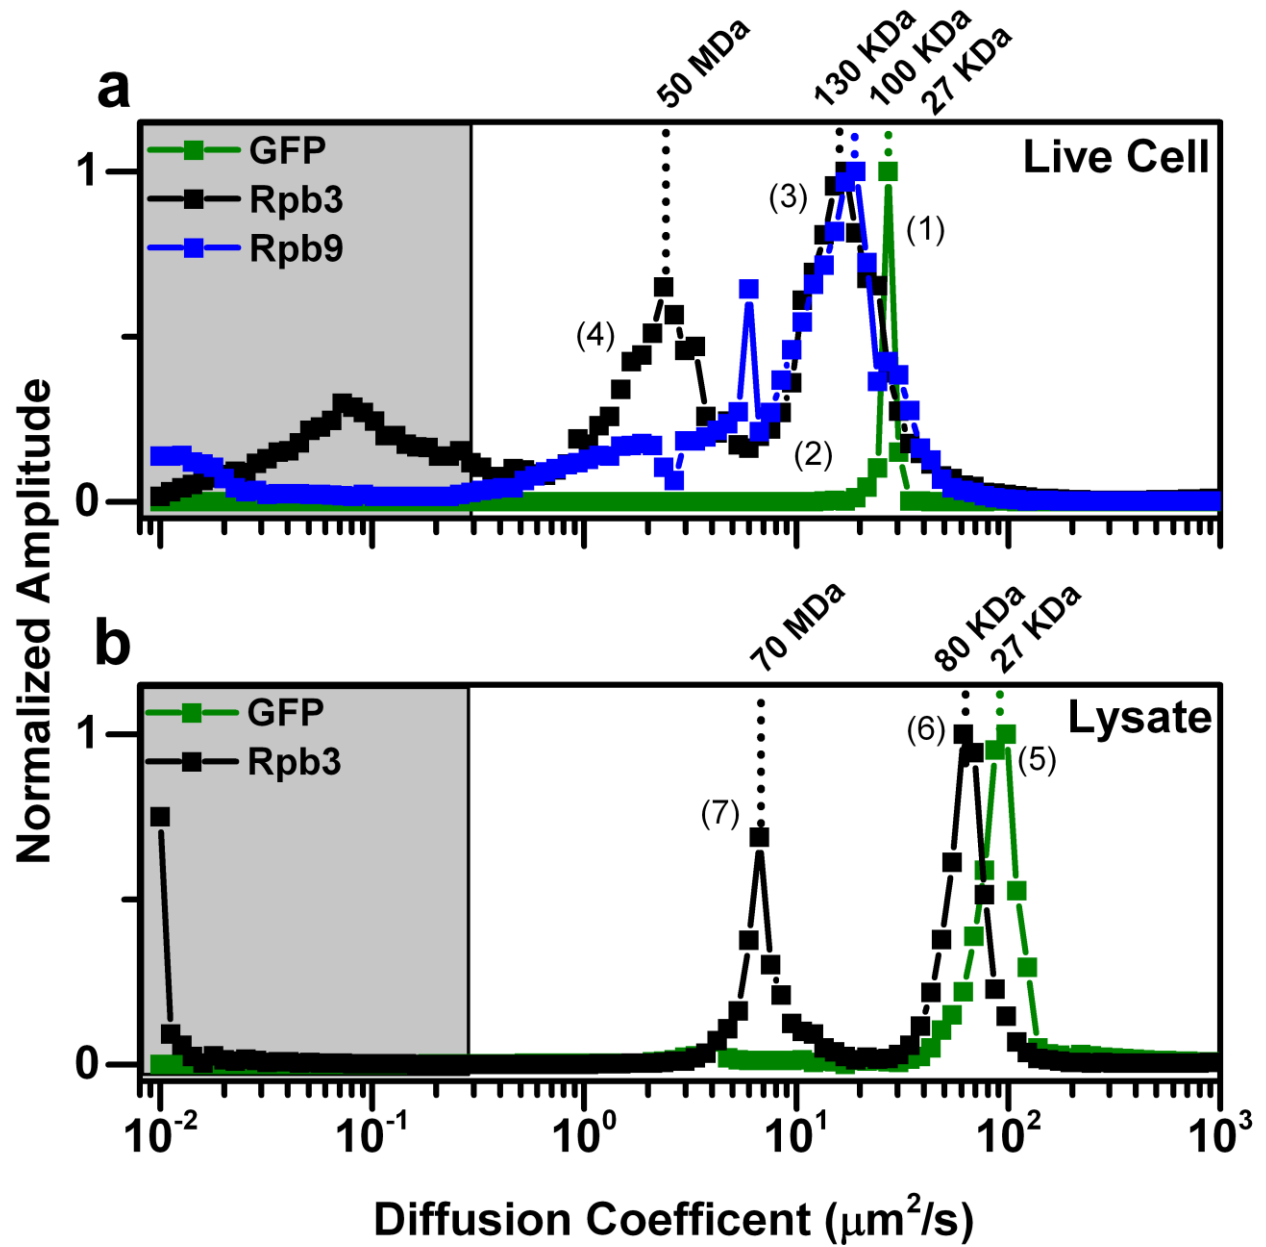 a
50 MDa
130 KDa
100 KDa
27 KDa
GFP
Rpb3
Rpb9
Live Cell
(1)
(2)
(3)
(4)
1
0
b
70 MDa
80 KDa
27 KDa
GFP
Rpb3
Lysate
(5)
(6)
(7)
1
0
Normalized Amplitude
10⁻² 10⁻¹ 10⁰ 10¹ 10² 10³
Diffusion Coefficent (μm²/s)